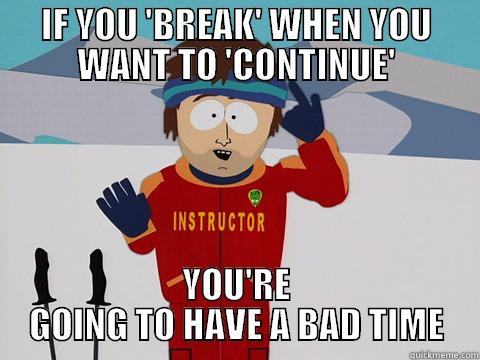 IF YOU 'BREAK' WHEN YOU
WANT TO 'CONTINUE'
INSTRUCTOR
YOU'RE
GOING TO HAVE A BAD TIME
quickmeme.com